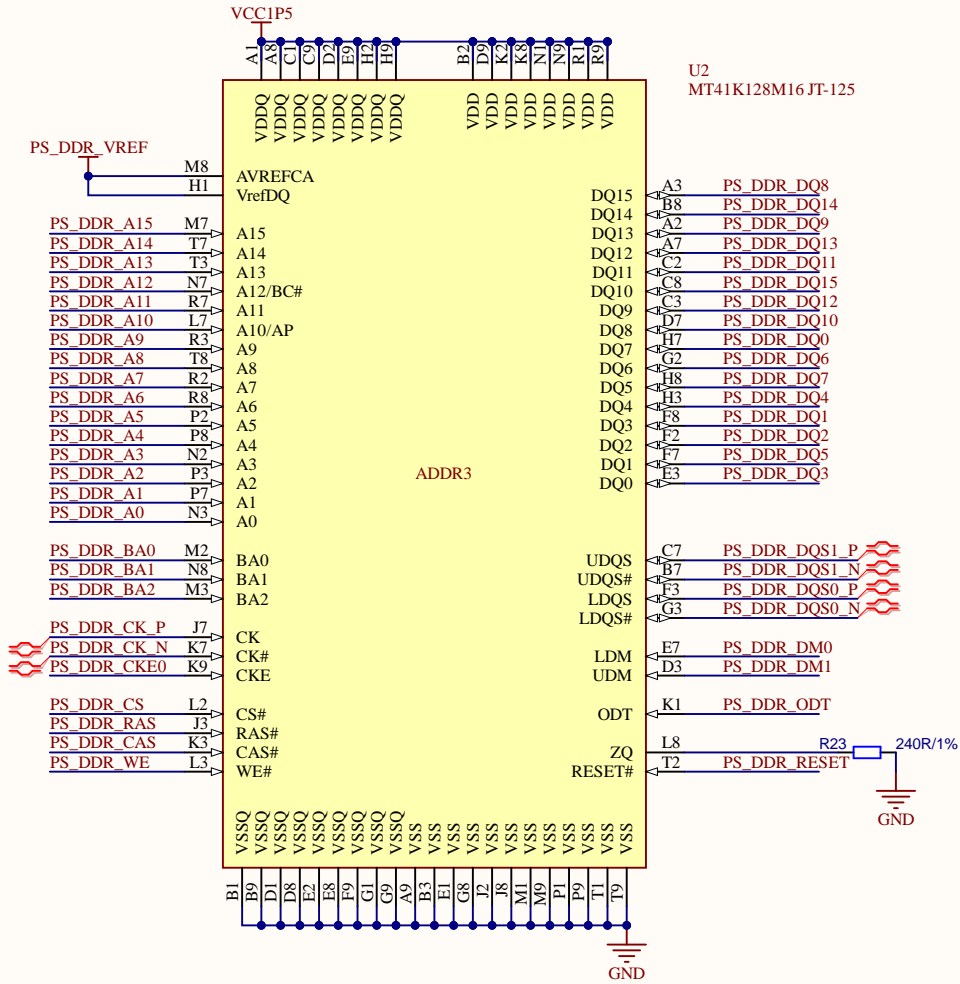 VCC1P5
A1 A8 C1 C9 D2 E9 H2 H9 B2 D9 K2 K8 N1 N9 R1 R9
U2
MT41K128M16 JT-125
VDDQ VDDQ VDDQ VDDQ VDDQ VDDQ VDDQ VDDQ VDD VDD VDD VDD VDD VDD VDD VDD
PS_DDR_VREF
M8 AVREFCA
H1 VrefDQ
DQ15 A3 PS_DDR_DQ8
DQ14 B8 PS_DDR_DQ14
PS_DDR_A15 M7 A15 DQ13 A2 PS_DDR_DQ9
PS_DDR_A14 T7 A14 DQ12 A7 PS_DDR_DQ13
PS_DDR_A13 T3 A13 DQ11 C2 PS_DDR_DQ11
PS_DDR_A12 N7 A12/BC# DQ10 C8 PS_DDR_DQ15
PS_DDR_A11 R7 A11 DQ9 C3 PS_DDR_DQ12
PS_DDR_A10 L7 A10/AP DQ8 D7 PS_DDR_DQ10
PS_DDR_A9 R3 A9 DQ7 H7 PS_DDR_DQ0
PS_DDR_A8 T8 A8 DQ6 G2 PS_DDR_DQ6
PS_DDR_A7 R2 A7 DQ5 H8 PS_DDR_DQ7
PS_DDR_A6 R8 A6 DQ4 H3 PS_DDR_DQ4
PS_DDR_A5 P2 A5 DQ3 F8 PS_DDR_DQ1
PS_DDR_A4 P8 A4 DQ2 F2 PS_DDR_DQ2
PS_DDR_A3 N2 A3 DQ1 F7 PS_DDR_DQ5
PS_DDR_A2 P3 A2 ADDR3 DQ0 E3 PS_DDR_DQ3
PS_DDR_A1 P7 A1
PS_DDR_A0 N3 A0
PS_DDR_BA0 M2 BA0 UDQS C7 PS_DDR_DQS1_P
PS_DDR_BA1 N8 BA1 UDQS# B7 PS_DDR_DQS1_N
PS_DDR_BA2 M3 BA2 LDQS F3 PS_DDR_DQS0_P
LDQS# G3 PS_DDR_DQS0_N
PS_DDR_CK_P J7 CK
PS_DDR_CK_N K7 CK# LDM E7 PS_DDR_DM0
PS_DDR_CKE0 K9 CKE UDM D3 PS_DDR_DM1
PS_DDR_CS L2 CS# ODT K1 PS_DDR_ODT
PS_DDR_RAS J3 RAS#
PS_DDR_CAS K3 CAS# ZQ L8 R23 240R/1%
PS_DDR_WE L3 WE# RESET# T2 PS_DDR_RESET
GND
VSSQ VSSQ VSSQ VSSQ VSSQ VSSQ VSSQ VSSQ VSSQ VSS VSS VSS VSS VSS VSS VSS VSS VSS VSS VSS VSS
B1 B9 D1 D8 E2 E8 F9 G1 G9 A9 B3 E1 G8 J2 J8 M1 M9 P1 P9 T1 T9
GND